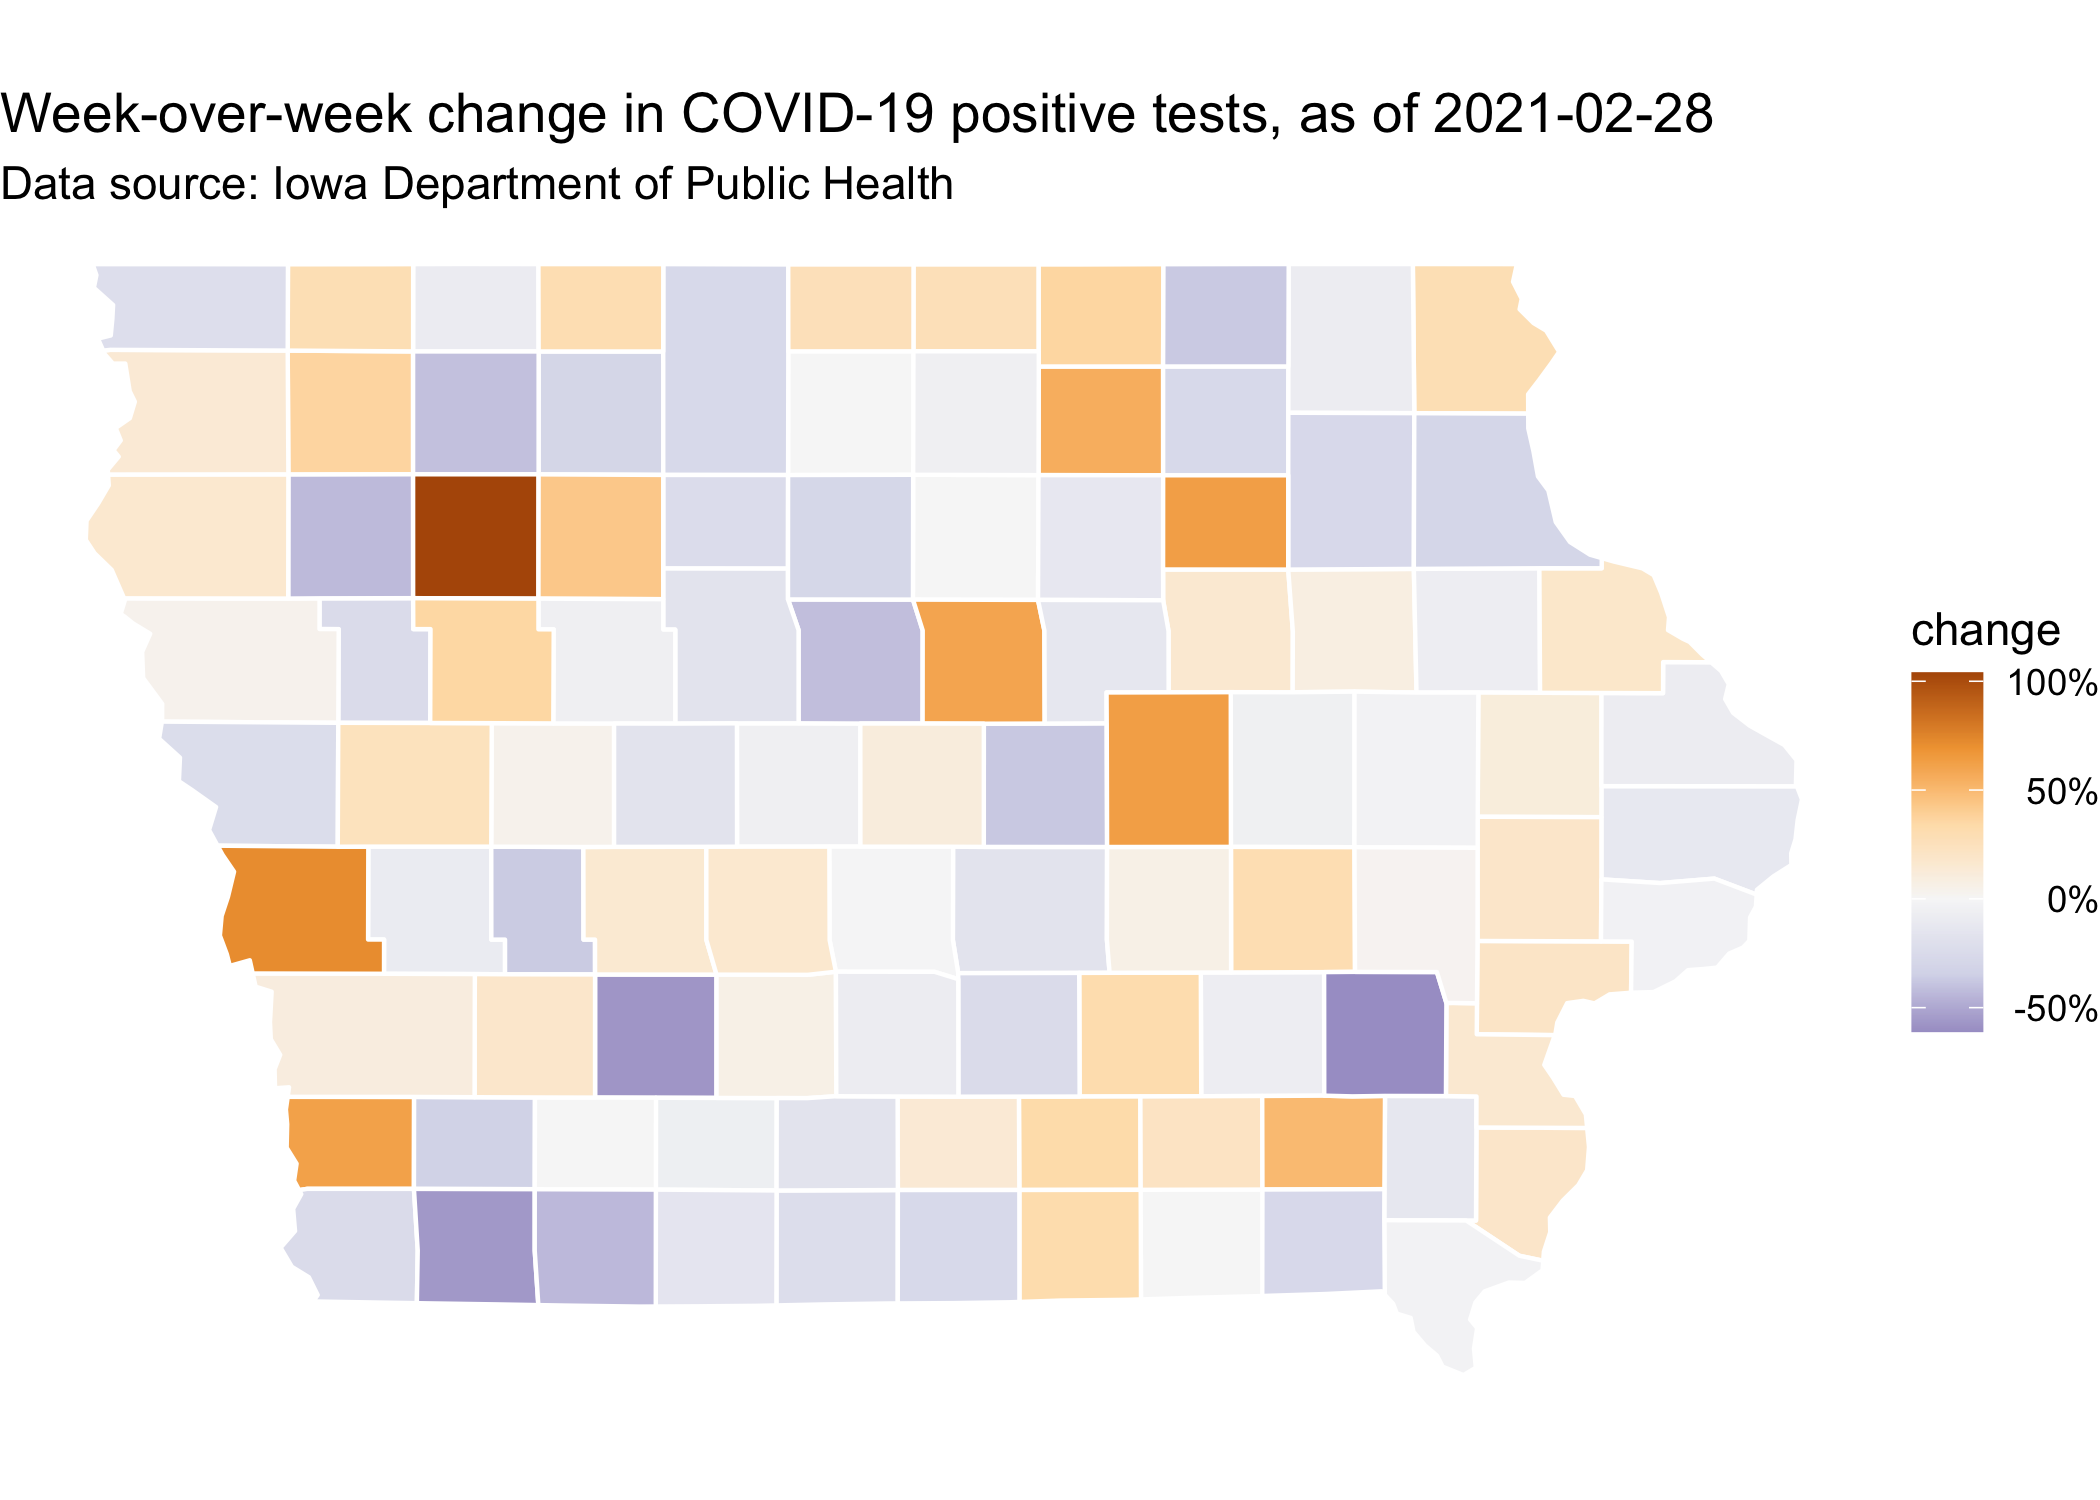 Week-over-week change in COVID-19 positive tests, as of 2021-02-28
Data source: Iowa Department of Public Health
change
100%
50%
0%
-50%